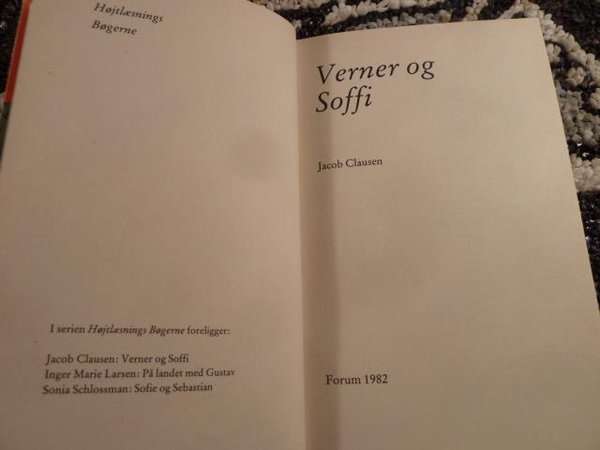 Højtlæsnings
Bøgerne
I serien Højtlæsnings Bøgerne foreligger:
Jacob Clausen: Verner og Soffi
Inger Marie Larsen: På landet med Gustav
Sonia Schlossman: Sofie og Sebastian
Verner og
Soffi
Jacob Clausen
Forum 1982